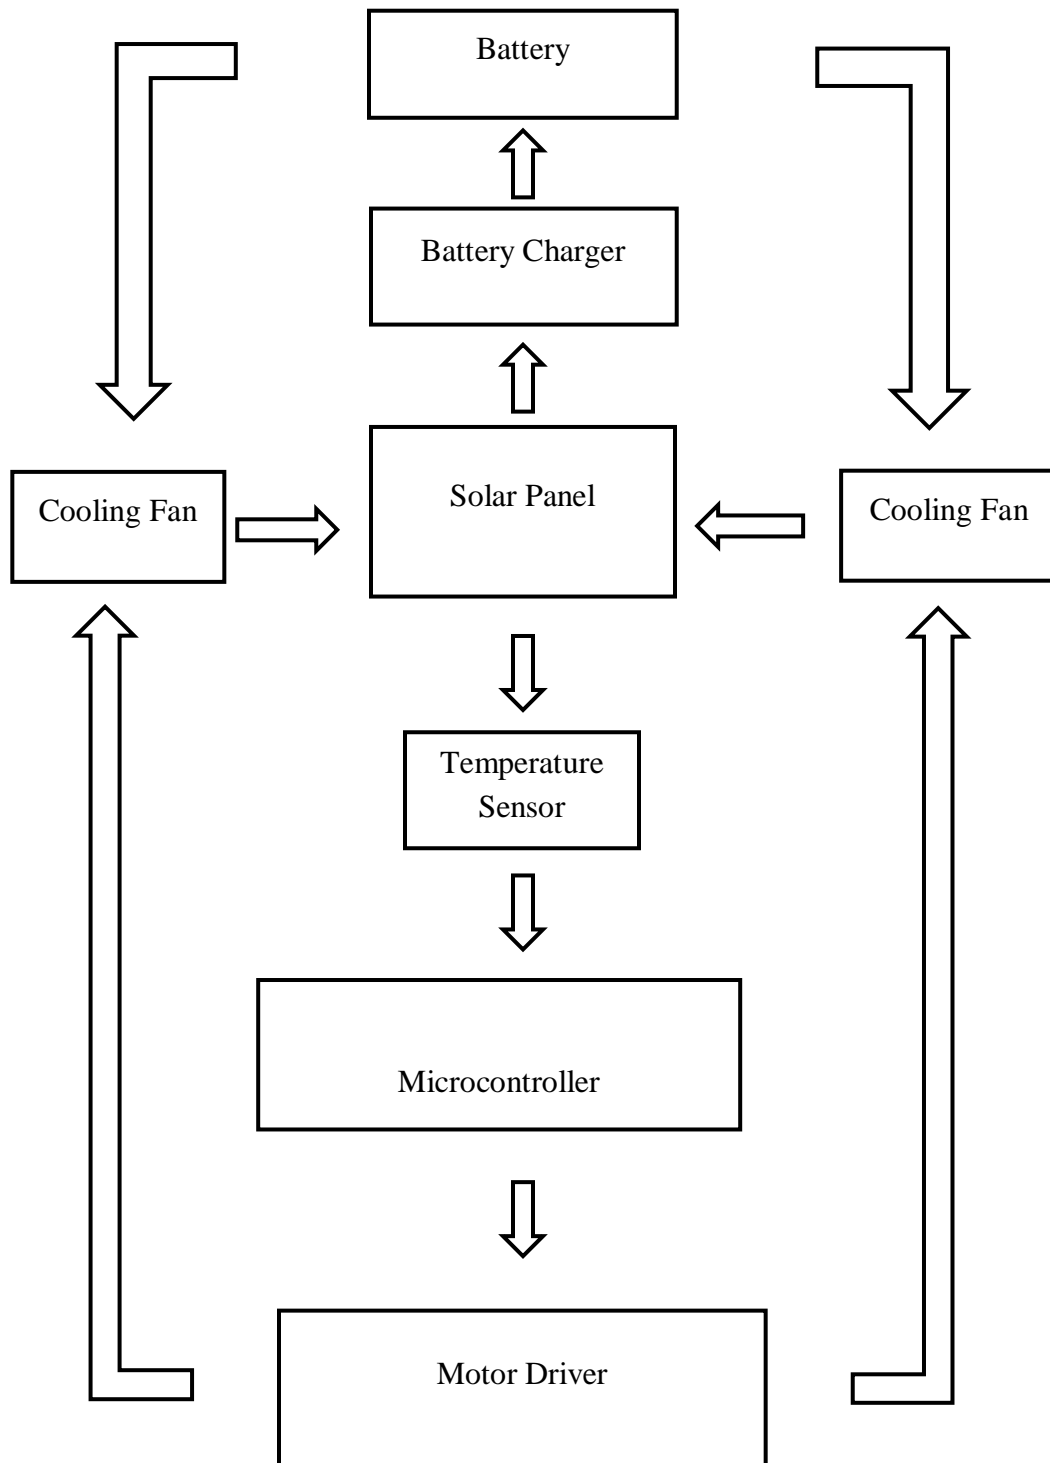 Battery
Battery Charger
Solar Panel
Cooling Fan
Cooling Fan
Temperature
Sensor
Microcontroller
Motor Driver